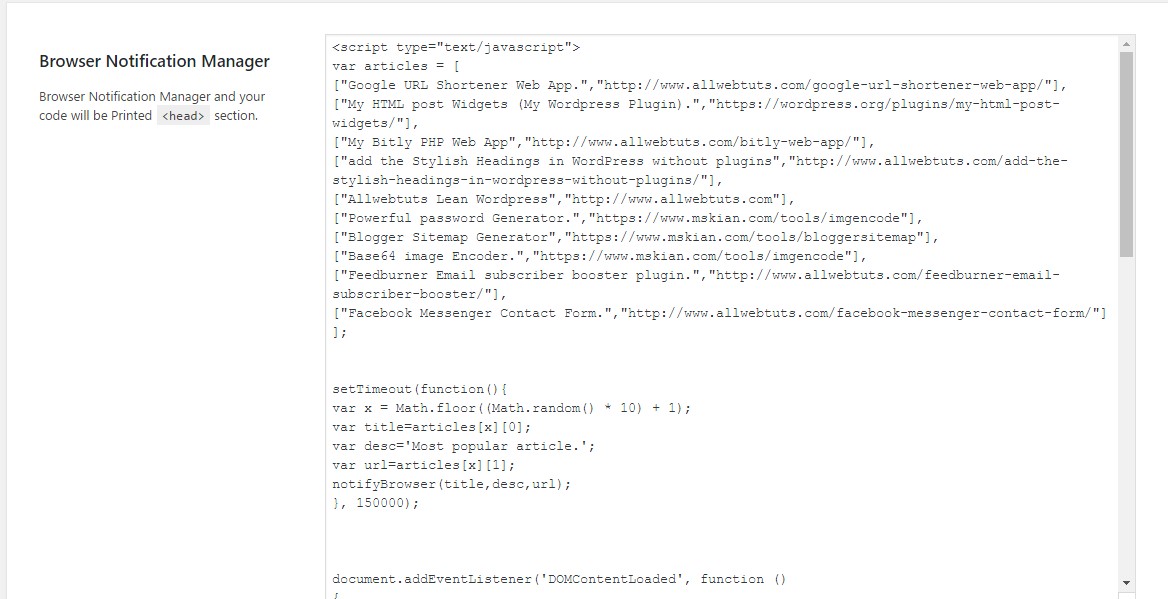 Browser Notification Manager
Browser Notification Manager and your
code will be Printed <head> section.
<script type="text/javascript">
var articles = [
["Google URL Shortener Web App.","http://www.allwebtuts.com/google-url-shortener-web-app/"],
["My HTML post Widgets (My Wordpress Plugin).","https://wordpress.org/plugins/my-html-post-
widgets/"],
["My Bitly PHP Web App","http://www.allwebtuts.com/bitly-web-app/"],
["add the Stylish Headings in WordPress without plugins","http://www.allwebtuts.com/add-the-
stylish-headings-in-wordpress-without-plugins/"],
["Allwebtuts Lean Wordpress","http://www.allwebtuts.com"],
["Powerful password Generator.","https://www.mskian.com/tools/imgencode"],
["Blogger Sitemap Generator","https://www.mskian.com/tools/bloggersitemap"],
["Base64 image Encoder.","https://www.mskian.com/tools/imgencode"],
["Feedburner Email subscriber booster plugin.","http://www.allwebtuts.com/feedburner-email-
subscriber-booster/"],
["Facebook Messenger Contact Form.","http://www.allwebtuts.com/facebook-messenger-contact-form/"]
];
setTimeout(function(){
var x = Math.floor((Math.random() * 10) + 1);
var title=articles[x][0];
var desc='Most popular article.';
var url=articles[x][1];
notifyBrowser(title,desc,url);
}, 150000);
document.addEventListener('DOMContentLoaded', function ()
{